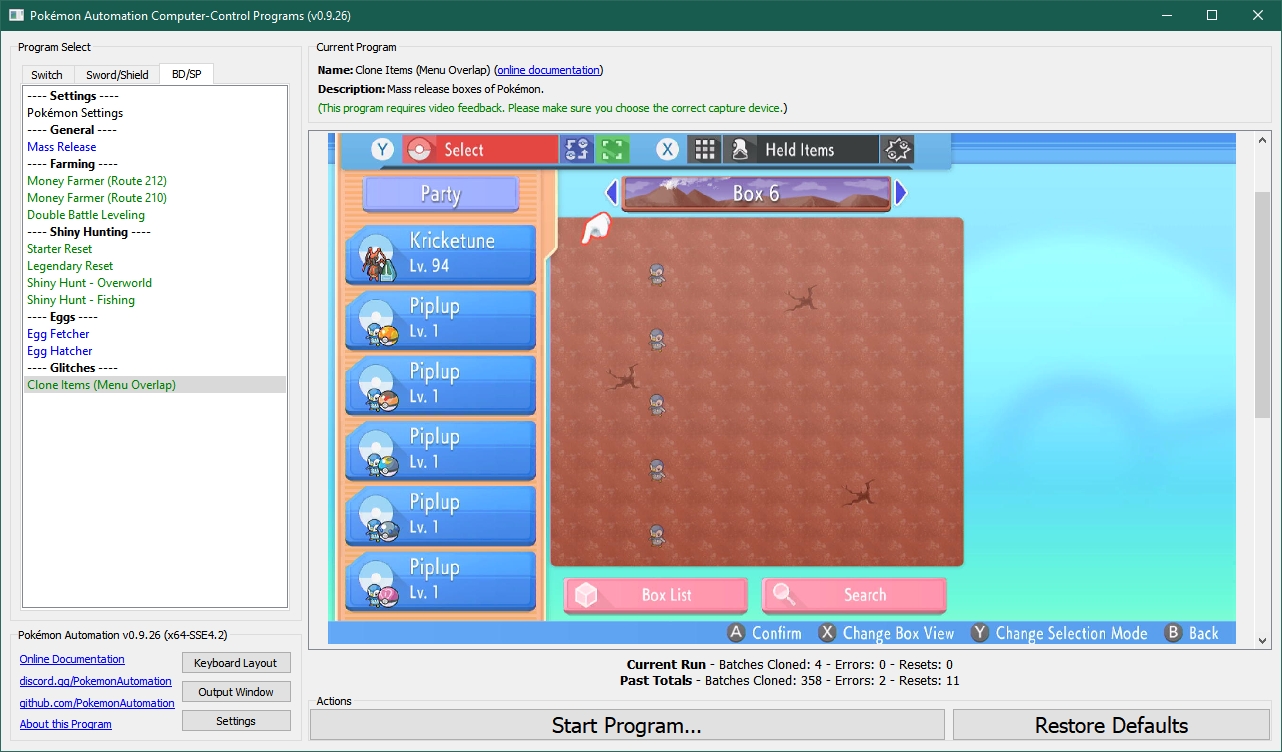 Pokémon Automation Computer-Control Programs (v0.9.26)
Program Select
Switch
Sword/Shield
BD/SP
---- Settings ----
Pokémon Settings
---- General ----
Mass Release
---- Farming ----
Money Farmer (Route 212)
Money Farmer (Route 210)
Double Battle Leveling
---- Shiny Hunting ----
Starter Reset
Legendary Reset
Shiny Hunt - Overworld
Shiny Hunt - Fishing
---- Eggs ----
Egg Fetcher
Egg Hatcher
---- Glitches ----
Clone Items (Menu Overlap)
Pokémon Automation v0.9.26 (x64-SSE4.2)
Online Documentation
discord.gg/PokemonAutomation
github.com/PokemonAutomation
About this Program
Keyboard Layout
Output Window
Settings
Current Program
Name: Clone Items (Menu Overlap) (online documentation)
Description: Mass release boxes of Pokémon.
(This program requires video feedback. Please make sure you choose the correct capture device.)
Y Select X Held Items
Party
Box 6
Kricketune
Lv. 94
Piplup
Lv. 1
Piplup
Lv. 1
Piplup
Lv. 1
Piplup
Lv. 1
Piplup
Lv. 1
Box List
Search
A Confirm X Change Box View Y Change Selection Mode B Back
Current Run - Batches Cloned: 4 - Errors: 0 - Resets: 0
Past Totals - Batches Cloned: 358 - Errors: 2 - Resets: 11
Actions
Start Program...
Restore Defaults